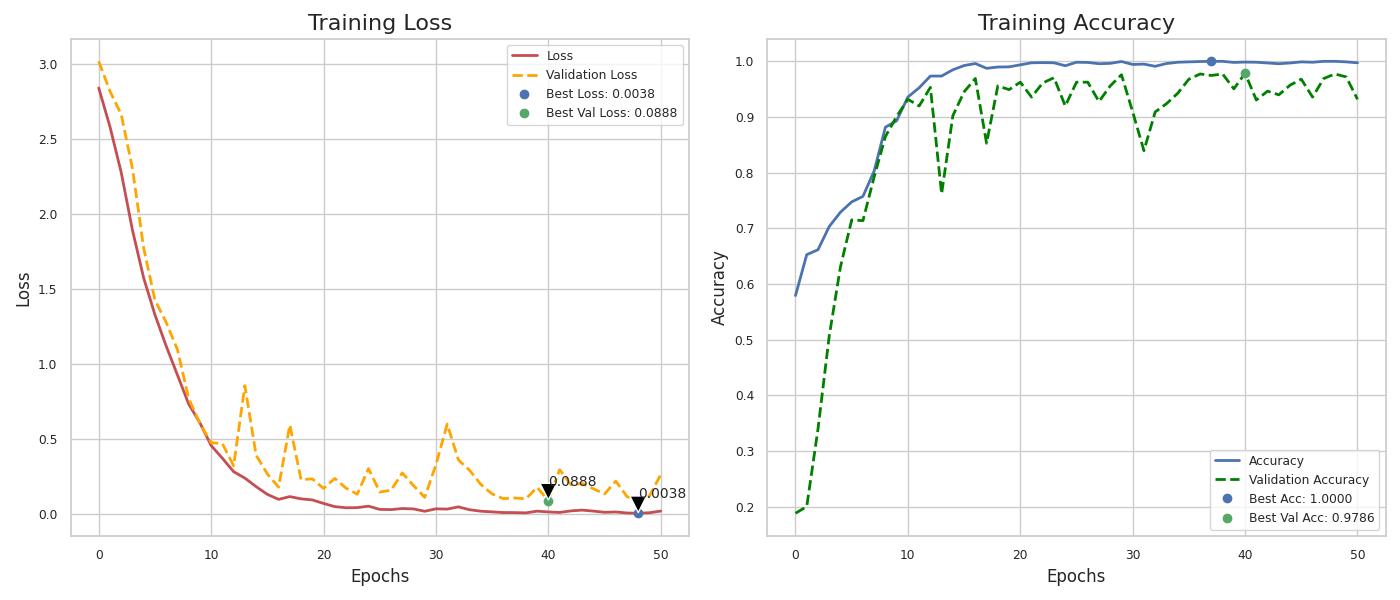 Training Loss
Loss
Validation Loss
Best Loss: 0.0038
Best Val Loss: 0.0888
3.0
2.5
2.0
1.5
1.0
0.5
0.0
0.0888
0.0038
0
10
20
30
40
50
Loss
Epochs
Training Accuracy
1.0
0.9
0.8
0.7
0.6
0.5
0.4
0.3
0.2
Accuracy
Validation Accuracy
Best Acc: 1.0000
Best Val Acc: 0.9786
0
10
20
30
40
50
Accuracy
Epochs